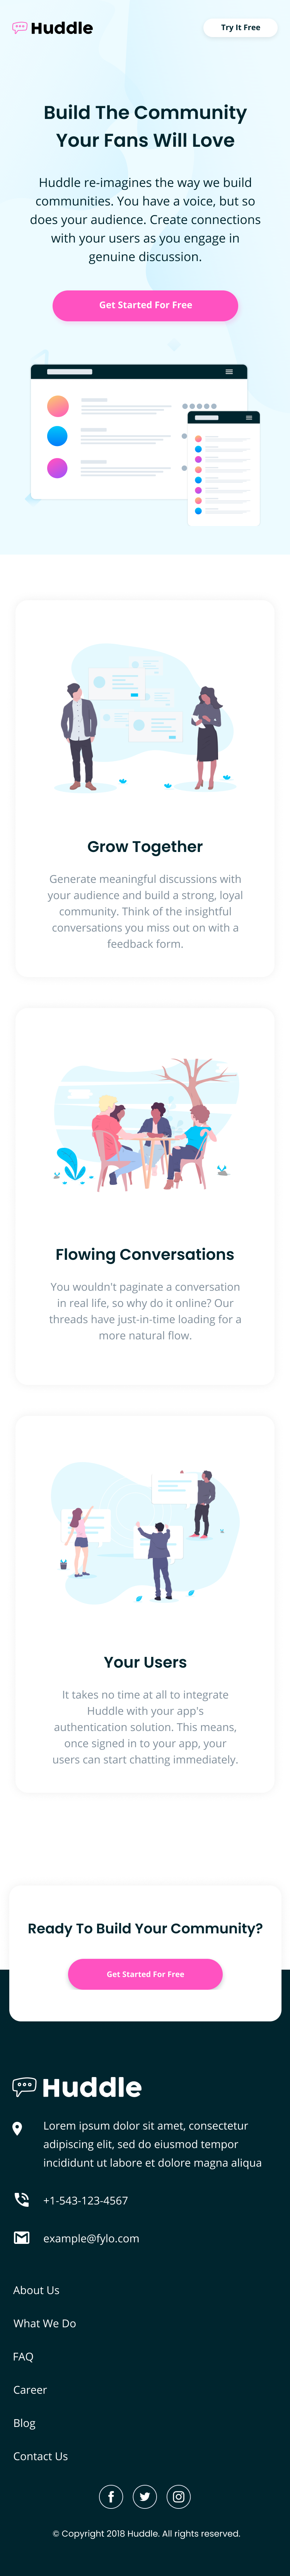 Huddle
Try It Free
Build The Community
Your Fans Will Love
Huddle re-imagines the way we build
communities. You have a voice, but so
does your audience. Create connections
with your users as you engage in
genuine discussion.
Get Started For Free
Grow Together
Generate meaningful discussions with
your audience and build a strong, loyal
community. Think of the insightful
conversations you miss out on with a
feedback form.
Flowing Conversations
You wouldn't paginate a conversation
in real life, so why do it online? Our
threads have just-in-time loading for a
more natural flow.
Your Users
It takes no time at all to integrate
Huddle with your app's
authentication solution. This means,
once signed in to your app, your
users can start chatting immediately.
Ready To Build Your Community?
Get Started For Free
Huddle
Lorem ipsum dolor sit amet, consectetur
adipiscing elit, sed do eiusmod tempor
incididunt ut labore et dolore magna aliqua
+1-543-123-4567
example@fylo.com
About Us
What We Do
FAQ
Career
Blog
Contact Us
© Copyright 2018 Huddle. All rights reserved.